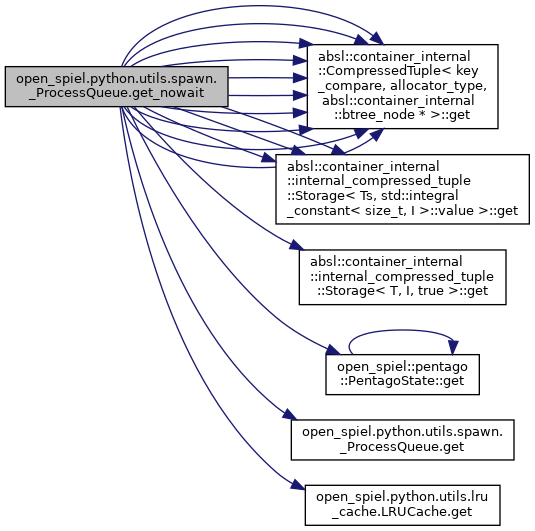 open_spiel.python.utils.spawn.
_ProcessQueue.get_nowait
absl::container_internal
::CompressedTuple< key
_compare, allocator_type,
absl::container_internal
::btree_node * >::get
absl::container_internal
::internal_compressed_tuple
::Storage< Ts, std::integral
_constant< size_t, I >::value >::get
absl::container_internal
::internal_compressed_tuple
::Storage< T, I, true >::get
open_spiel::pentago
::PentagoState::get
open_spiel.python.utils.spawn.
_ProcessQueue.get
open_spiel.python.utils.lru
_cache.LRUCache.get